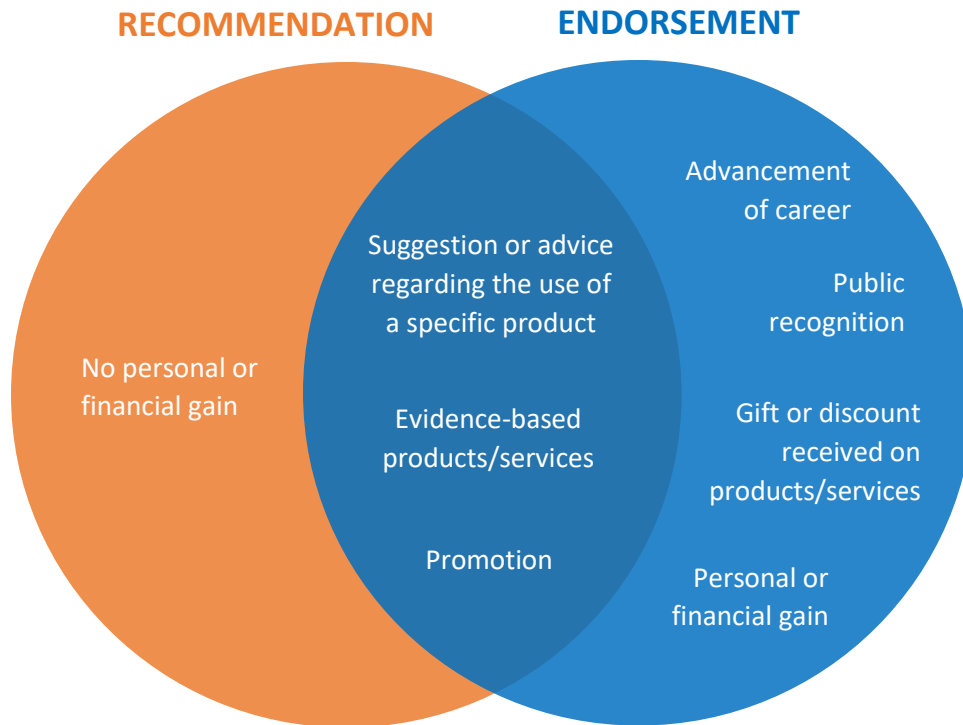 RECOMMENDATION
ENDORSEMENT
No personal or
financial gain
Suggestion or advice
regarding the use of
a specific product
Evidence-based
products/services
Promotion
Advancement
of career
Public
recognition
Gift or discount
received on
products/services
Personal or
financial gain